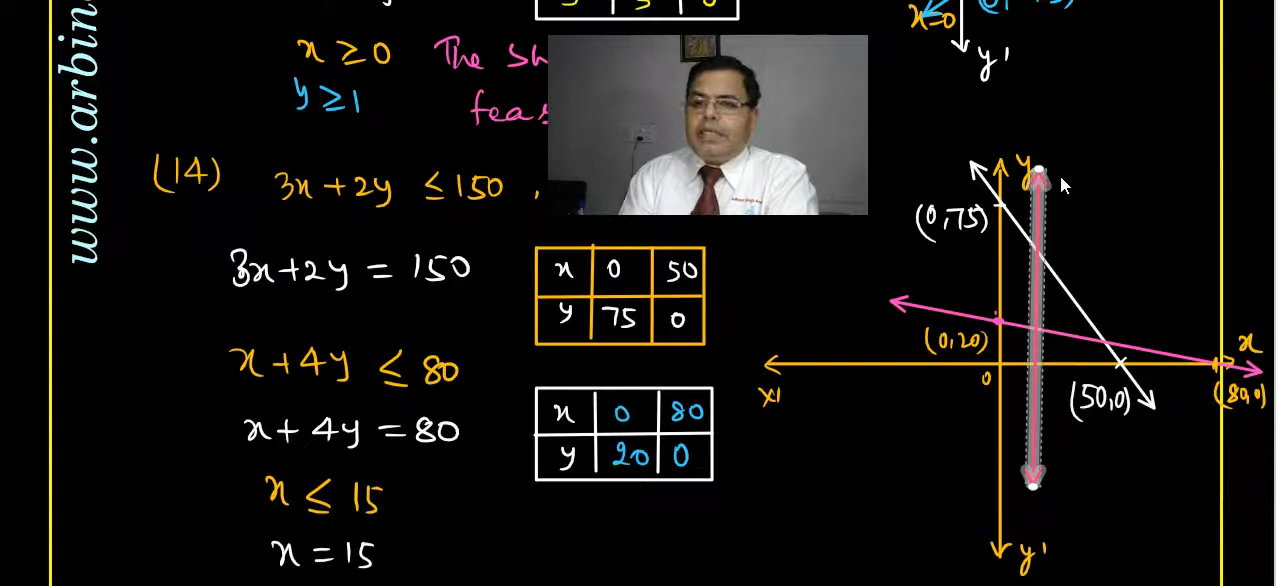 www.arbin
x ≥ 0
y ≥ 1
The sh
feas
x=0
y'
(14) 3x + 2y ≤ 150 ,
3x + 2y = 150
x 0 50
y 75 0
x + 4y ≤ 80
x + 4y = 80
x 0 80
y 20 0
x ≤ 15
x = 15
y
(0,75)
(0,20)
x
x'
0
(50,0)
(80,0)
y'